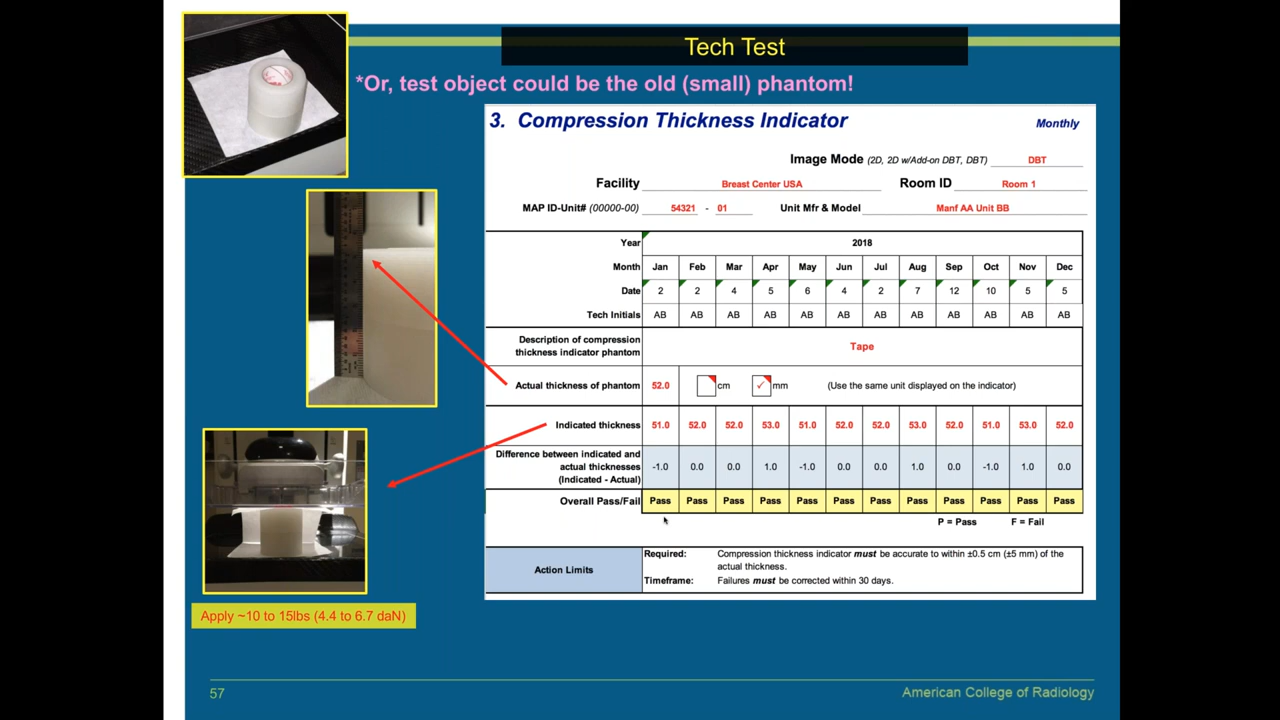 Tech Test
*Or, test object could be the old (small) phantom!
3. Compression Thickness Indicator
Monthly
Image Mode (2D, 2D w/Add-on DBT, DBT) DBT
Facility Breast Center USA Room ID Room 1
MAP ID-Unit# (00000-00) 54321 - 01 Unit Mfr & Model Manf AA Unit BB
Year 2018
Month Jan Feb Mar Apr May Jun Jul Aug Sep Oct Nov Dec
Date 2 2 4 5 6 4 2 7 12 10 5 5
Tech Initials AB AB AB AB AB AB AB AB AB AB AB AB
Description of compression
thickness indicator phantom
Tape
Actual thickness of phantom 52.0 cm ✓ mm (Use the same unit displayed on the indicator)
Indicated thickness 51.0 52.0 52.0 53.0 51.0 52.0 52.0 53.0 52.0 51.0 53.0 52.0
Difference between indicated and
actual thicknesses
(Indicated - Actual)
-1.0 0.0 0.0 1.0 -1.0 0.0 0.0 1.0 0.0 -1.0 1.0 0.0
Overall Pass/Fail Pass Pass Pass Pass Pass Pass Pass Pass Pass Pass Pass Pass
P = Pass F = Fail
Action Limits
Required: Compression thickness indicator must be accurate to within ±0.5 cm (±5 mm) of the
actual thickness.
Timeframe: Failures must be corrected within 30 days.
Apply ~10 to 15lbs (4.4 to 6.7 daN)
57
American College of Radiology